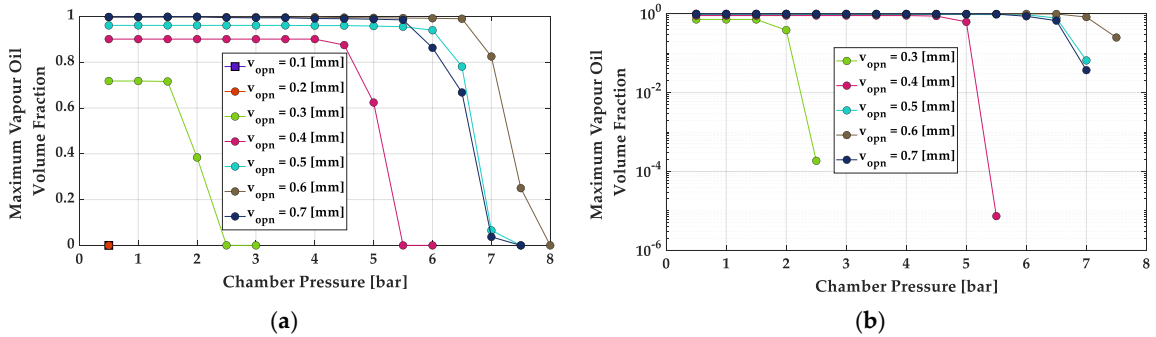 Maximum Vapour Oil
Volume Fraction
1
0.8
0.6
0.4
0.2
0
v_opn = 0.1 [mm]
v_opn = 0.2 [mm]
v_opn = 0.3 [mm]
v_opn = 0.4 [mm]
v_opn = 0.5 [mm]
v_opn = 0.6 [mm]
v_opn = 0.7 [mm]
0 1 2 3 4 5 6 7 8
Chamber Pressure [bar]
(a)
Maximum Vapour Oil
Volume Fraction
10^0
10^-2
10^-4
10^-6
v_opn = 0.3 [mm]
v_opn = 0.4 [mm]
v_opn = 0.5 [mm]
v_opn = 0.6 [mm]
v_opn = 0.7 [mm]
0 1 2 3 4 5 6 7 8
Chamber Pressure [bar]
(b)